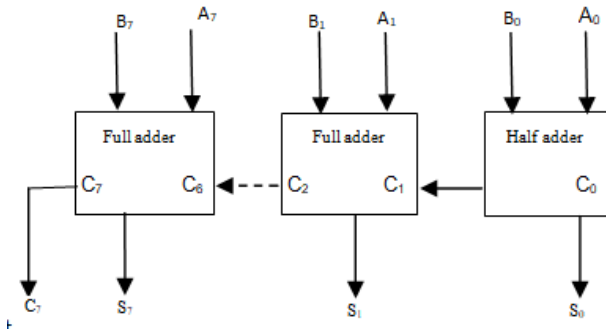 B₇ A₇ B₁ A₁ B₀ A₀
Full adder Full adder Half adder
C₇ C₆ C₂ C₁ C₀
C₇ S₇ S₁ S₀